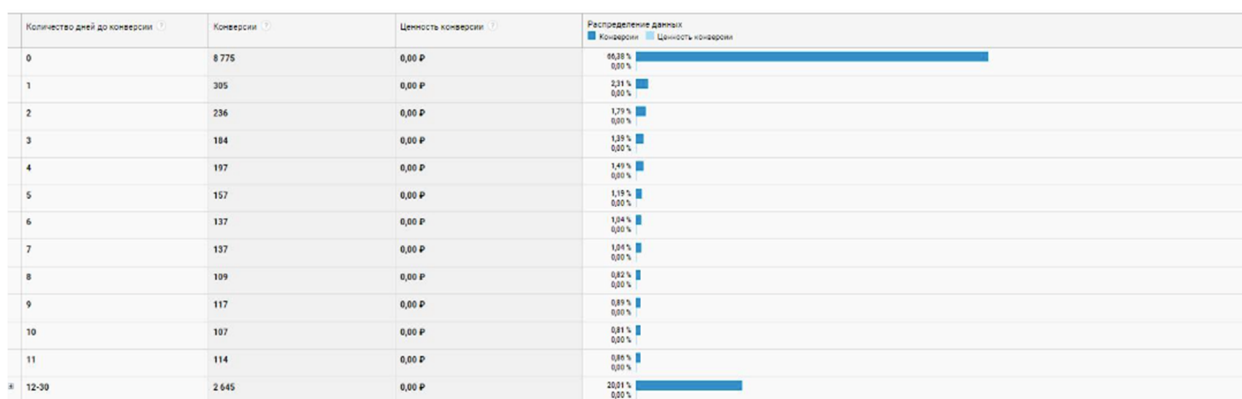 Количество дней до конверсии ? Конверсии ? Ценность конверсии ? Распределение данных
Конверсии Ценность конверсии
0 8 775 0,00 ₽ 66,38 %
0,00 %
1 305 0,00 ₽ 2,31 %
0,00 %
2 236 0,00 ₽ 1,79 %
0,00 %
3 184 0,00 ₽ 1,39 %
0,00 %
4 197 0,00 ₽ 1,49 %
0,00 %
5 157 0,00 ₽ 1,19 %
0,00 %
6 137 0,00 ₽ 1,04 %
0,00 %
7 137 0,00 ₽ 1,04 %
0,00 %
8 109 0,00 ₽ 0,82 %
0,00 %
9 117 0,00 ₽ 0,89 %
0,00 %
10 107 0,00 ₽ 0,81 %
0,00 %
11 114 0,00 ₽ 0,86 %
0,00 %
12-30 2 645 0,00 ₽ 20,01 %
0,00 %